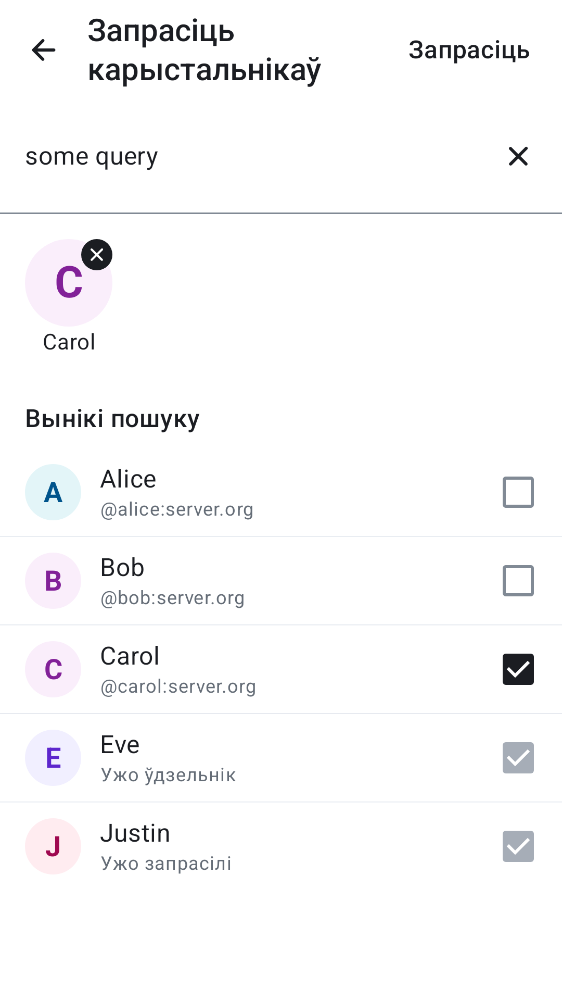 Запрасіць
карыстальнікаў
Запрасіць
some query
C
Carol
Вынікі пошуку
A
Alice
@alice:server.org
B
Bob
@bob:server.org
C
Carol
@carol:server.org
E
Eve
Ужо ўдзельнік
J
Justin
Ужо запрасілі